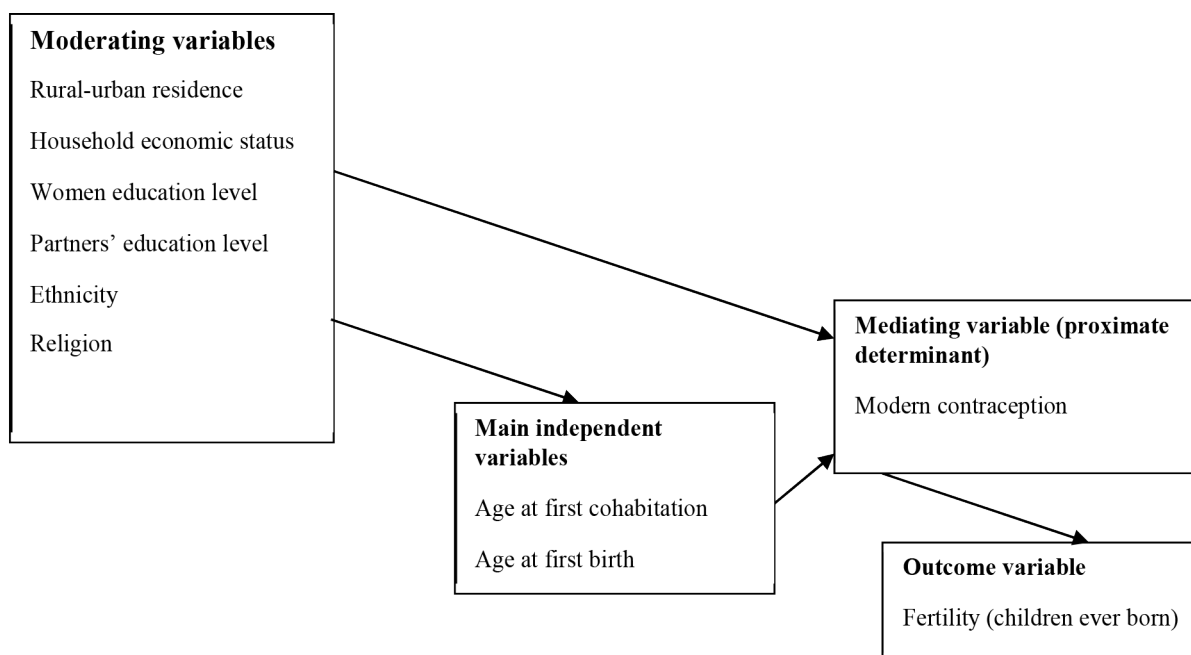 Moderating variables
Rural-urban residence
Household economic status
Women education level
Partners’ education level
Ethnicity
Religion
Main independent
variables
Age at first cohabitation
Age at first birth
Mediating variable (proximate
determinant)
Modern contraception
Outcome variable
Fertility (children ever born)